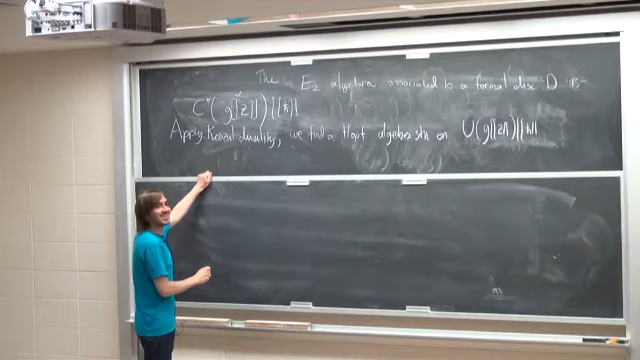 The E₂ algebra associated to a formal disc D is
C*(g[[z]])[[ħ]]
Apply Koszul duality, we find a Hopf algebra str on U(g[[z]])[[ħ]]